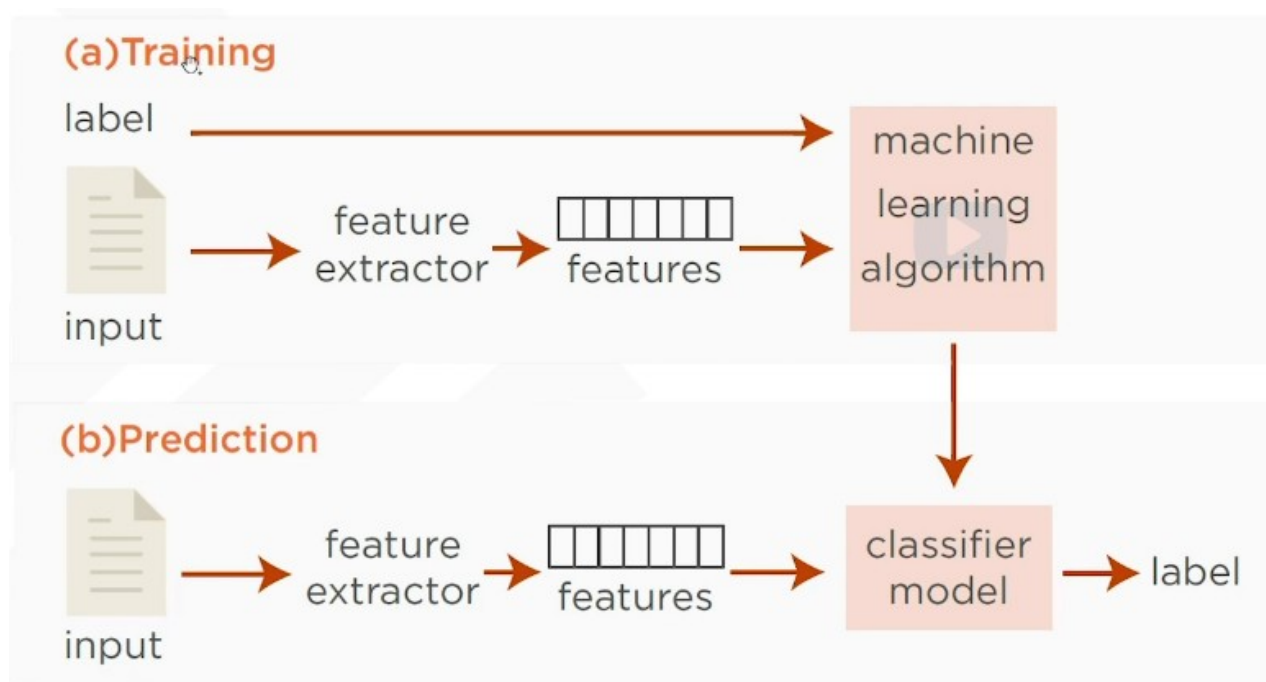 (a)Training
label
machine
learning
algorithm
feature
extractor
features
input
(b)Prediction
feature
extractor
features
classifier
model
label
input